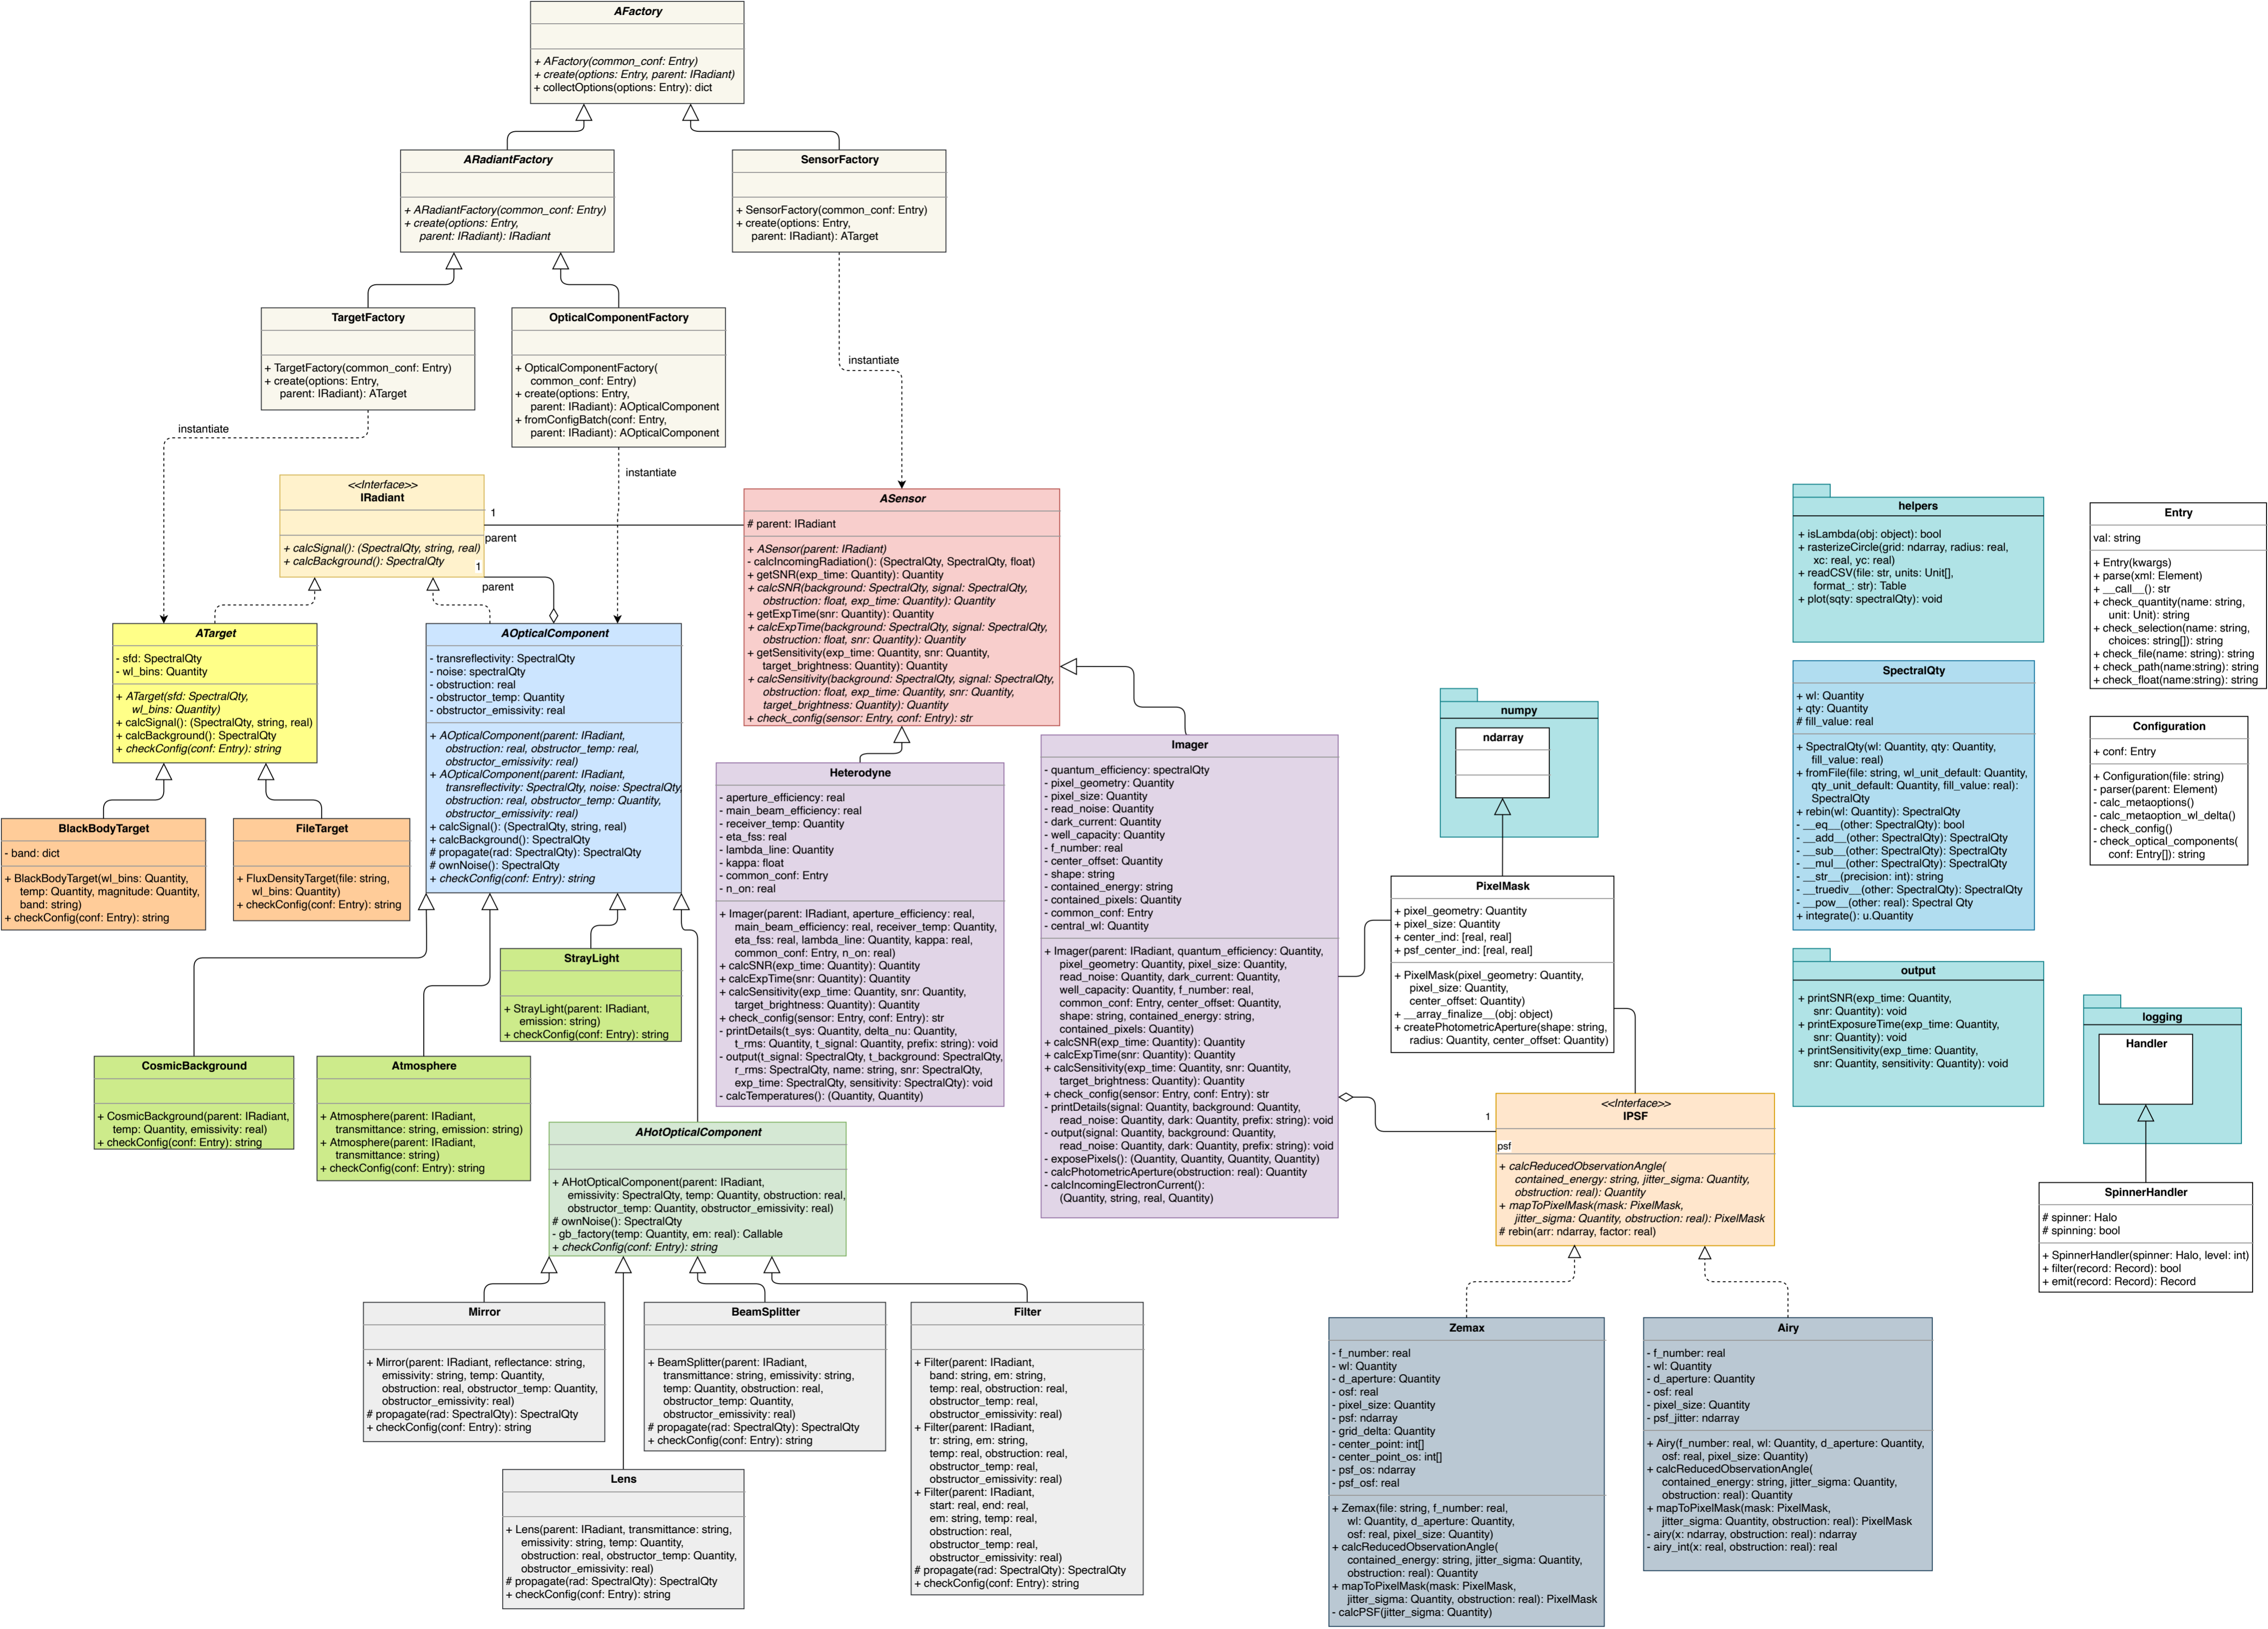 AFactory
+ AFactory(common_conf: Entry)
+ create(options: Entry, parent: IRadiant)
+ collectOptions(options: Entry): dict
ARadiantFactory
+ ARadiantFactory(common_conf: Entry)
+ create(options: Entry,
parent: IRadiant): IRadiant
SensorFactory
+ SensorFactory(common_conf: Entry)
+ create(options: Entry,
parent: IRadiant): ATarget
TargetFactory
+ TargetFactory(common_conf: Entry)
+ create(options: Entry,
parent: IRadiant): ATarget
OpticalComponentFactory
+ OpticalComponentFactory(
common_conf: Entry)
+ create(options: Entry,
parent: IRadiant): AOpticalComponent
+ fromConfigBatch(conf: Entry,
parent: IRadiant): AOpticalComponent
instantiate
instantiate
instantiate
<<Interface>>
IRadiant
+ calcSignal(): (SpectralQty, string, real)
+ calcBackground(): SpectralQty
1
parent
1
parent
ASensor
# parent: IRadiant
+ ASensor(parent: IRadiant)
- calcIncomingRadiation(): (SpectralQty, SpectralQty, float)
+ getSNR(exp_time: Quantity): Quantity
+ calcSNR(background: SpectralQty, signal: SpectralQty,
obstruction: float, exp_time: Quantity): Quantity
+ getExpTime(snr: Quantity): Quantity
+ calcExpTime(background: SpectralQty, signal: SpectralQty,
obstruction: float, snr: Quantity): Quantity
+ getSensitivity(exp_time: Quantity, snr: Quantity,
target_brightness: Quantity): Quantity
+ calcSensitivity(background: SpectralQty, signal: SpectralQty,
obstruction: float, exp_time: Quantity, snr: Quantity,
target_brightness: Quantity): Quantity
+ check_config(sensor: Entry, conf: Entry): str
ATarget
- sfd: SpectralQty
- wl_bins: Quantity
+ ATarget(sfd: SpectralQty,
wl_bins: Quantity)
+ calcSignal(): (SpectralQty, string, real)
+ calcBackground(): SpectralQty
+ checkConfig(conf: Entry): string
AOpticalComponent
- transreflectivity: SpectralQty
- noise: spectralQty
- obstruction: real
- obstructor_temp: Quantity
- obstructor_emissivity: real
+ AOpticalComponent(parent: IRadiant,
obstruction: real, obstructor_temp: real,
obstructor_emissivity: real)
+ AOpticalComponent(parent: IRadiant,
transreflectivity: SpectralQty, noise: SpectralQty,
obstruction: real, obstructor_temp: Quantity,
obstructor_emissivity: real)
+ calcSignal(): (SpectralQty, string, real)
+ calcBackground(): SpectralQty
# propagate(rad: SpectralQty): SpectralQty
# ownNoise(): SpectralQty
+ checkConfig(conf: Entry): string
BlackBodyTarget
- band: dict
+ BlackBodyTarget(wl_bins: Quantity,
temp: Quantity, magnitude: Quantity,
band: string)
+ checkConfig(conf: Entry): string
FileTarget
+ FluxDensityTarget(file: string,
wl_bins: Quantity)
+ checkConfig(conf: Entry): string
Heterodyne
- aperture_efficiency: real
- main_beam_efficiency: real
- receiver_temp: Quantity
- eta_fss: real
- lambda_line: Quantity
- kappa: float
- common_conf: Entry
- n_on: real
+ Imager(parent: IRadiant, aperture_efficiency: real,
main_beam_efficiency: real, receiver_temp: Quantity,
eta_fss: real, lambda_line: Quantity, kappa: real,
common_conf: Entry, n_on: real)
+ calcSNR(exp_time: Quantity): Quantity
+ calcExpTime(snr: Quantity): Quantity
+ calcSensitivity(exp_time: Quantity, snr: Quantity,
target_brightness: Quantity): Quantity
+ check_config(sensor: Entry, conf: Entry): str
- printDetails(t_sys: Quantity, delta_nu: Quantity,
t_rms: Quantity, t_signal: Quantity, prefix: string): void
- output(t_signal: SpectralQty, t_background: SpectralQty,
r_rms: SpectralQty, name: string, snr: SpectralQty,
exp_time: SpectralQty, sensitivity: SpectralQty): void
- calcTemperatures(): (Quantity, Quantity)
Imager
- quantum_efficiency: spectralQty
- pixel_geometry: Quantity
- pixel_size: Quantity
- read_noise: Quantity
- dark_current: Quantity
- well_capacity: Quantity
- f_number: real
- center_offset: Quantity
- shape: string
- contained_energy: string
- contained_pixels: Quantity
- common_conf: Entry
- central_wl: Quantity
+ Imager(parent: IRadiant, quantum_efficiency: Quantity,
pixel_geometry: Quantity, pixel_size: Quantity,
read_noise: Quantity, dark_current: Quantity,
well_capacity: Quantity, f_number: real,
common_conf: Entry, center_offset: Quantity,
shape: string, contained_energy: string,
contained_pixels: Quantity)
+ calcSNR(exp_time: Quantity): Quantity
+ calcExpTime(snr: Quantity): Quantity
+ calcSensitivity(exp_time: Quantity, snr: Quantity,
target_brightness: Quantity): Quantity
+ check_config(sensor: Entry, conf: Entry): str
- printDetails(signal: Quantity, background: Quantity,
read_noise: Quantity, dark: Quantity, prefix: string): void
- output(signal: Quantity, background: Quantity,
read_noise: Quantity, dark: Quantity, prefix: string): void
- exposePixels(): (Quantity, Quantity, Quantity, Quantity)
- calcPhotometricAperture(obstruction: real): Quantity
- calcIncomingElectronCurrent():
(Quantity, string, real, Quantity)
numpy
ndarray
PixelMask
+ pixel_geometry: Quantity
+ pixel_size: Quantity
+ center_ind: [real, real]
+ psf_center_ind: [real, real]
+ PixelMask(pixel_geometry: Quantity,
pixel_size: Quantity,
center_offset: Quantity)
+ __array_finalize__(obj: object)
+ createPhotometricAperture(shape: string,
radius: Quantity, center_offset: Quantity)
helpers
+ isLambda(obj: object): bool
+ rasterizeCircle(grid: ndarray, radius: real,
xc: real, yc: real)
+ readCSV(file: str, units: Unit[],
format_: str): Table
+ plot(sqty: spectralQty): void
SpectralQty
+ wl: Quantity
+ qty: Quantity
# fill_value: real
+ SpectralQty(wl: Quantity, qty: Quantity,
fill_value: real)
+ fromFile(file: string, wl_unit_default: Quantity,
qty_unit_default: Quantity, fill_value: real):
SpectralQty
+ rebin(wl: Quantity): SpectralQty
- __eq__(other: SpectralQty): bool
- __add__(other: SpectralQty): SpectralQty
- __sub__(other: SpectralQty): SpectralQty
- __mul__(other: SpectralQty): SpectralQty
- __str__(precision: int): string
- __truediv__(other: SpectralQty): SpectralQty
- __pow__(other: real): Spectral Qty
+ integrate(): u.Quantity
output
+ printSNR(exp_time: Quantity,
snr: Quantity): void
+ printExposureTime(exp_time: Quantity,
snr: Quantity): void
+ printSensitivity(exp_time: Quantity,
snr: Quantity, sensitivity: Quantity): void
Entry
val: string
+ Entry(kwargs)
+ parse(xml: Element)
+ __call__(): str
+ check_quantity(name: string,
unit: Unit): string
+ check_selection(name: string,
choices: string[]): string
+ check_file(name: string): string
+ check_path(name:string): string
+ check_float(name:string): string
Configuration
+ conf: Entry
+ Configuration(file: string)
- parser(parent: Element)
- calc_metaoptions()
- calc_metaoption_wl_delta()
- check_config()
- check_optical_components(
conf: Entry[]): string
logging
Handler
SpinnerHandler
# spinner: Halo
# spinning: bool
+ SpinnerHandler(spinner: Halo, level: int)
+ filter(record: Record): bool
+ emit(record: Record): Record
StrayLight
+ StrayLight(parent: IRadiant,
emission: string)
+ checkConfig(conf: Entry): string
CosmicBackground
+ CosmicBackground(parent: IRadiant,
temp: Quantity, emissivity: real)
+ checkConfig(conf: Entry): string
Atmosphere
+ Atmosphere(parent: IRadiant,
transmittance: string, emission: string)
+ Atmosphere(parent: IRadiant,
transmittance: string)
+ checkConfig(conf: Entry): string
AHotOpticalComponent
+ AHotOpticalComponent(parent: IRadiant,
emissivity: SpectralQty, temp: Quantity, obstruction: real,
obstructor_temp: Quantity, obstructor_emissivity: real)
# ownNoise(): SpectralQty
- gb_factory(temp: Quantity, em: real): Callable
+ checkConfig(conf: Entry): string
1
psf
<<Interface>>
IPSF
+ calcReducedObservationAngle(
contained_energy: string, jitter_sigma: Quantity,
obstruction: real): Quantity
+ mapToPixelMask(mask: PixelMask,
jitter_sigma: Quantity, obstruction: real): PixelMask
# rebin(arr: ndarray, factor: real)
Mirror
+ Mirror(parent: IRadiant, reflectance: string,
emissivity: string, temp: Quantity,
obstruction: real, obstructor_temp: Quantity,
obstructor_emissivity: real)
# propagate(rad: SpectralQty): SpectralQty
+ checkConfig(conf: Entry): string
BeamSplitter
+ BeamSplitter(parent: IRadiant,
transmittance: string, emissivity: string,
temp: Quantity, obstruction: real,
obstructor_temp: Quantity,
obstructor_emissivity: real)
# propagate(rad: SpectralQty): SpectralQty
+ checkConfig(conf: Entry): string
Filter
+ Filter(parent: IRadiant,
band: string, em: string,
temp: real, obstruction: real,
obstructor_temp: real,
obstructor_emissivity: real)
+ Filter(parent: IRadiant,
tr: string, em: string,
temp: real, obstruction: real,
obstructor_temp: real,
obstructor_emissivity: real)
+ Filter(parent: IRadiant,
start: real, end: real,
em: string, temp: real,
obstruction: real,
obstructor_temp: real,
obstructor_emissivity: real)
# propagate(rad: SpectralQty): SpectralQty
+ checkConfig(conf: Entry): string
Lens
+ Lens(parent: IRadiant, transmittance: string,
emissivity: string, temp: Quantity,
obstruction: real, obstructor_temp: Quantity,
obstructor_emissivity: real)
# propagate(rad: SpectralQty): SpectralQty
+ checkConfig(conf: Entry): string
Zemax
- f_number: real
- wl: Quantity
- d_aperture: Quantity
- osf: real
- pixel_size: Quantity
- psf: ndarray
- grid_delta: Quantity
- center_point: int[]
- center_point_os: int[]
- psf_os: ndarray
- psf_osf: real
+ Zemax(file: string, f_number: real,
wl: Quantity, d_aperture: Quantity,
osf: real, pixel_size: Quantity)
+ calcReducedObservationAngle(
contained_energy: string, jitter_sigma: Quantity,
obstruction: real): Quantity
+ mapToPixelMask(mask: PixelMask,
jitter_sigma: Quantity, obstruction: real): PixelMask
- calcPSF(jitter_sigma: Quantity)
Airy
- f_number: real
- wl: Quantity
- d_aperture: Quantity
- osf: real
- pixel_size: Quantity
- psf_jitter: ndarray
+ Airy(f_number: real, wl: Quantity, d_aperture: Quantity,
osf: real, pixel_size: Quantity)
+ calcReducedObservationAngle(
contained_energy: string, jitter_sigma: Quantity,
obstruction: real): Quantity
+ mapToPixelMask(mask: PixelMask,
jitter_sigma: Quantity, obstruction: real): PixelMask
- airy(x: ndarray, obstruction: real): ndarray
- airy_int(x: real, obstruction: real): real